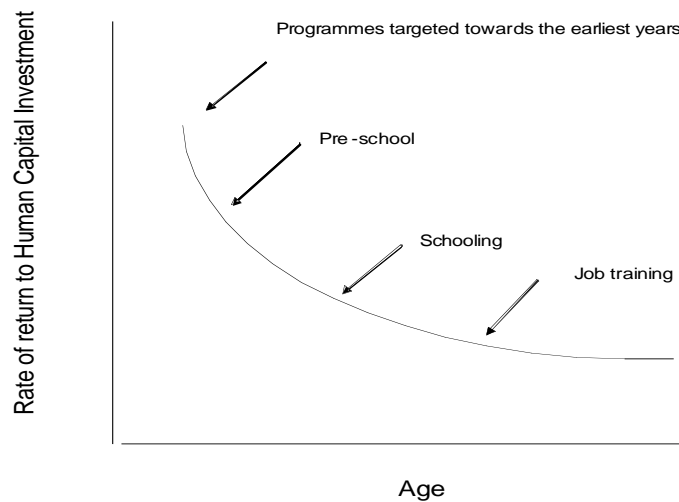 Programmes targeted towards the earliest years
Rate of return to Human Capital Investment
Pre-school
Schooling
Job training
Age